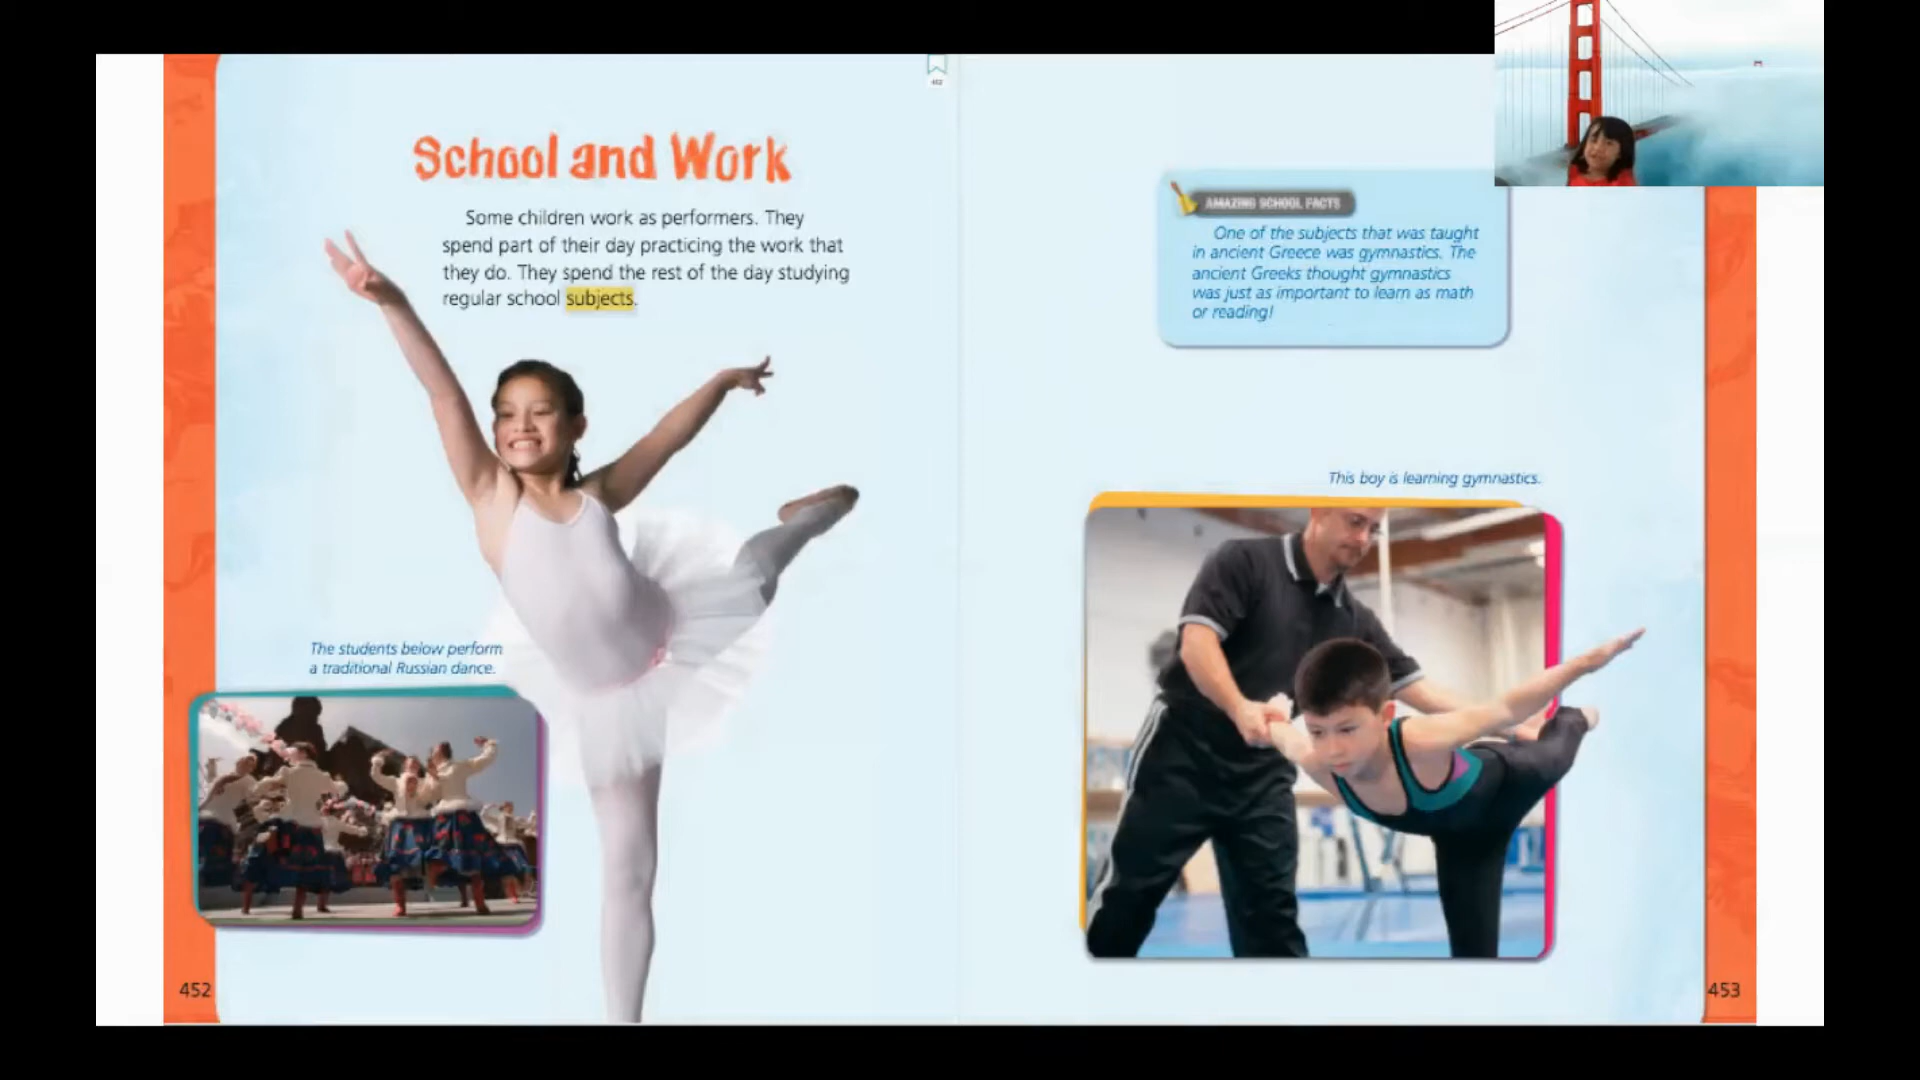 School and Work
Some children work as performers. They
spend part of their day practicing the work that
they do. They spend the rest of the day studying
regular school subjects.
The students below perform
a traditional Russian dance.
452
452
AMAZING SCHOOL FACTS
One of the subjects that was taught
in ancient Greece was gymnastics. The
ancient Greeks thought gymnastics
was just as important to learn as math
or reading!
This boy is learning gymnastics.
453